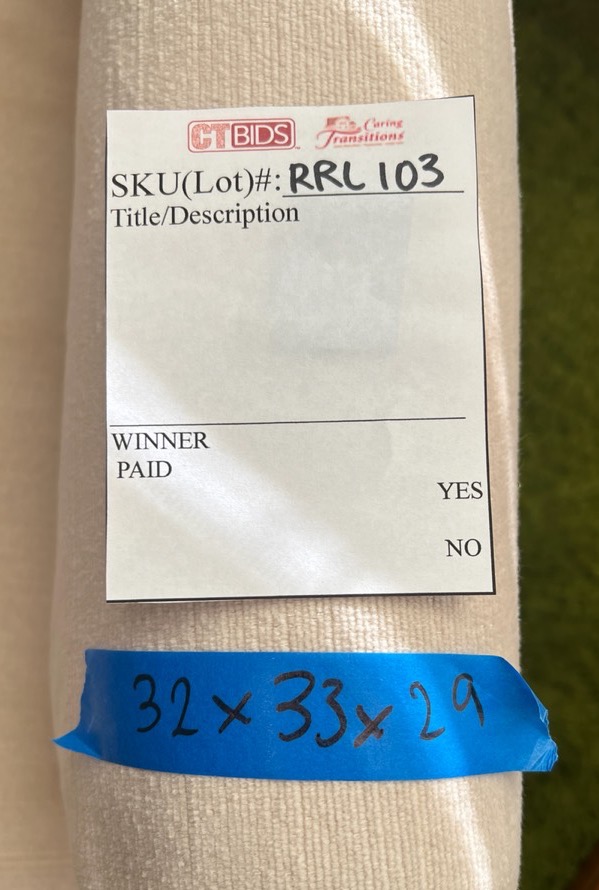 CTBIDS
Caring
Transitions
SKU(Lot)#: RRL 103
Title/Description
WINNER
PAID
YES
NO
32 x 33 x 29